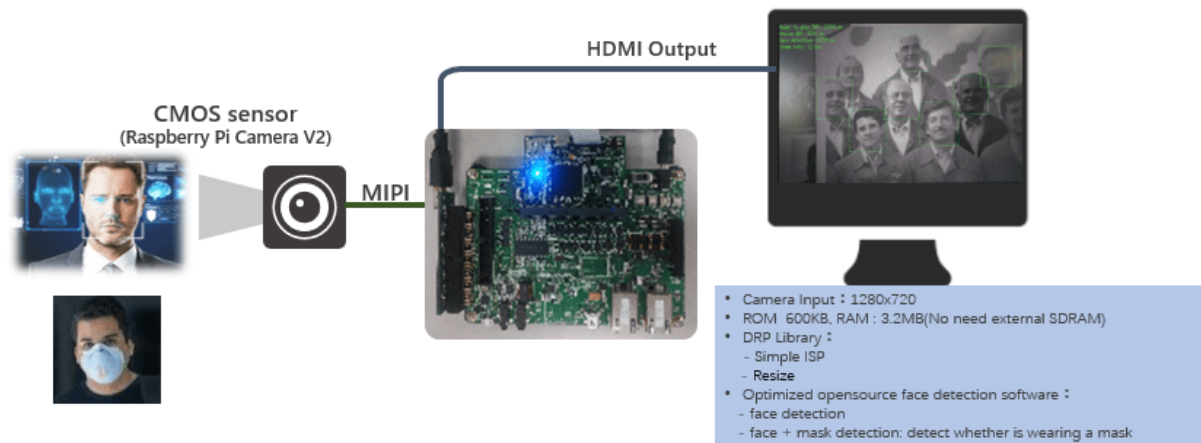 HDMI Output
CMOS sensor
(Raspberry Pi Camera V2)
MIPI
• Camera Input：1280x720
• ROM 600KB, RAM : 3.2MB(No need external SDRAM)
• DRP Library：
- Simple ISP
- Resize
• Optimized opensource face detection software：
- face detection
- face + mask detection: detect whether is wearing a mask